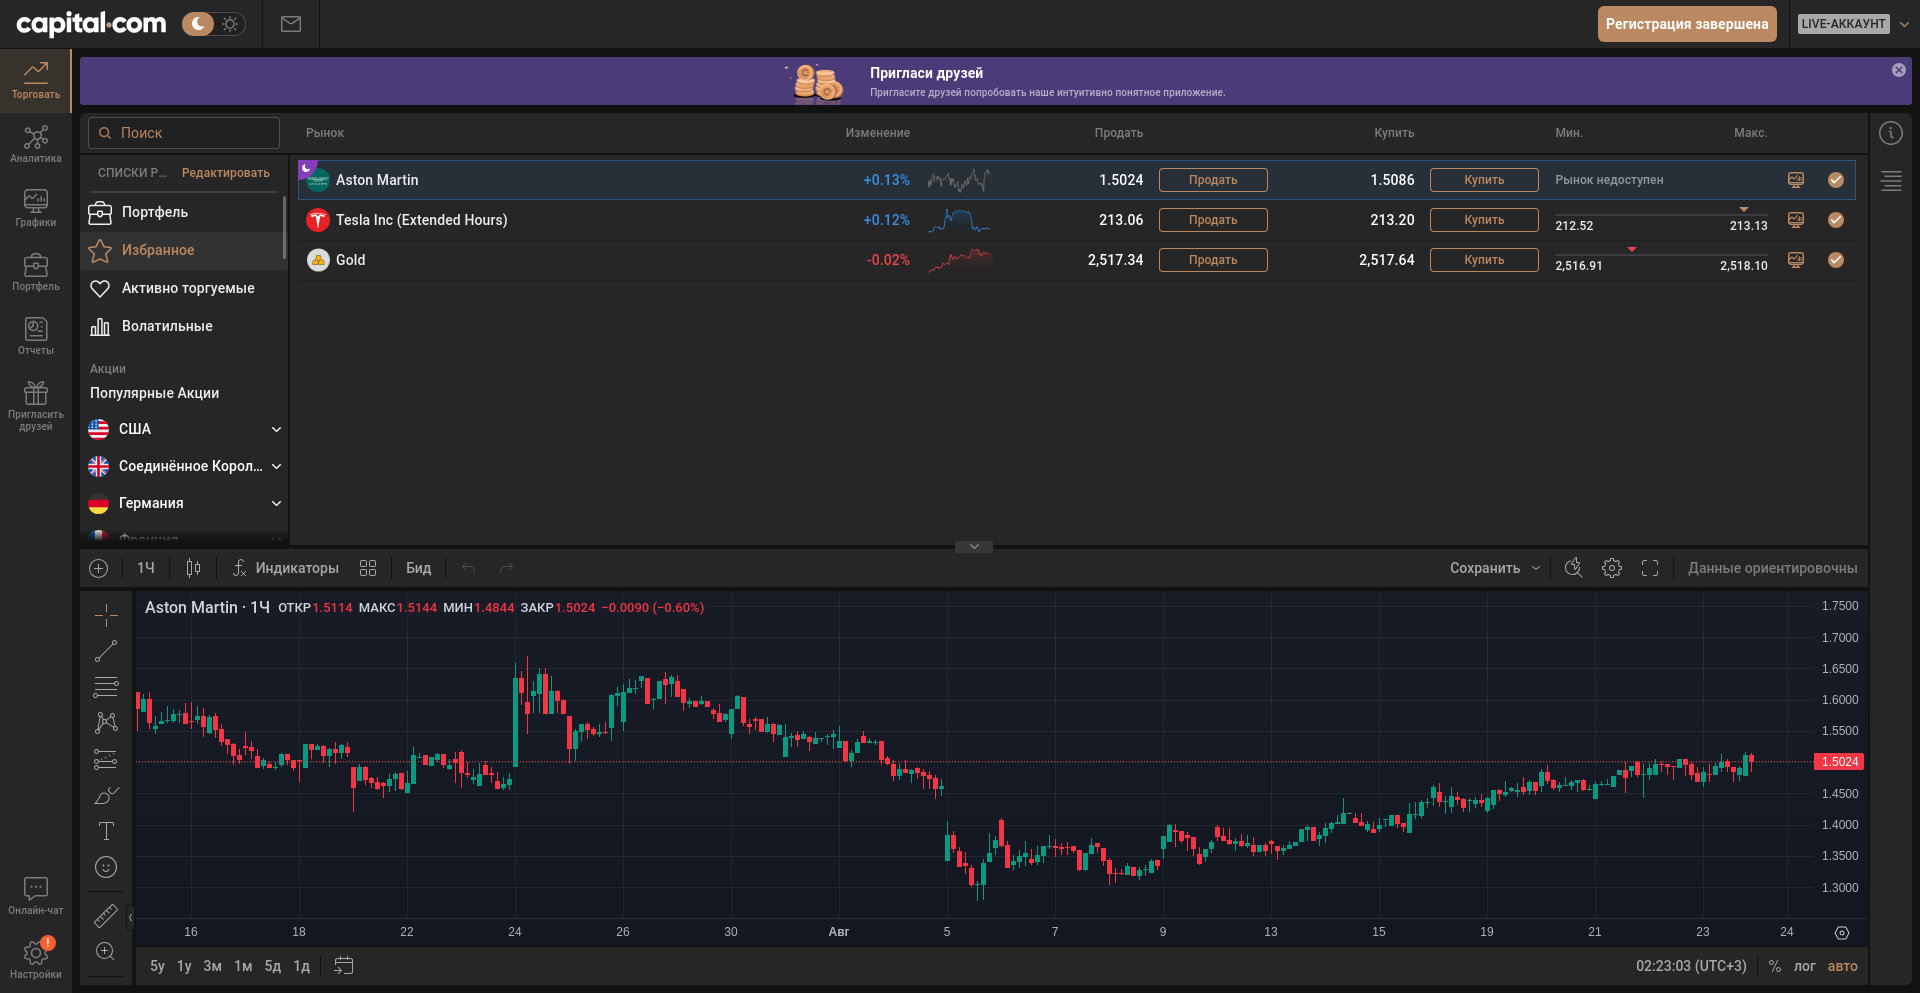 capital.com
Регистрация завершена
LIVE-АККАУНТ
Торговать
Аналитика
Графики
Портфель
Отчеты
Пригласить
друзей
Онлайн-чат
!
Настройки
Пригласи друзей
Пригласите друзей попробовать наше интуитивно понятное приложение.
Поиск
Рынок Изменение Продать Купить Мин. Макс.
СПИСКИ Р... Редактировать
Портфель
Избранное
Активно торгуемые
Волатильные
Акции
Популярные Акции
США
Соединённое Корол...
Германия
Франция
Aston Martin +0.13% 1.5024 Продать 1.5086 Купить Рынок недоступен
Tesla Inc (Extended Hours) +0.12% 213.06 Продать 213.20 Купить 212.52 213.13
Gold -0.02% 2,517.34 Продать 2,517.64 Купить 2,516.91 2,518.10
1Ч Индикаторы Бид Сохранить Данные ориентировочны
Aston Martin · 1Ч ОТКР1.5114 МАКС1.5144 МИН1.4844 ЗАКР1.5024 −0.0090 (−0.60%)
1.7500
1.7000
1.6500
1.6000
1.5500
1.5024
1.4500
1.4000
1.3500
1.3000
16 18 22 24 26 30 Авг 5 7 9 13 15 19 21 23 24
5y 1y 3м 1м 5д 1д 02:23:03 (UTC+3) % лог авто